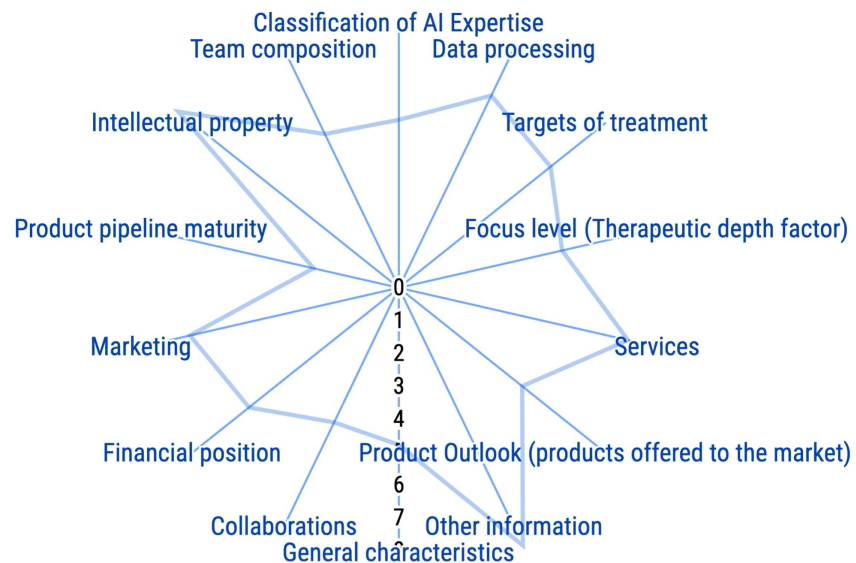 Classification of AI Expertise
Team composition
Data processing
Intellectual property
Targets of treatment
Product pipeline maturity
Focus level (Therapeutic depth factor)
0
1
2
Marketing
Services
3
4
Financial position
Product Outlook (products offered to the market)
6
7
Collaborations
Other information
General characteristics